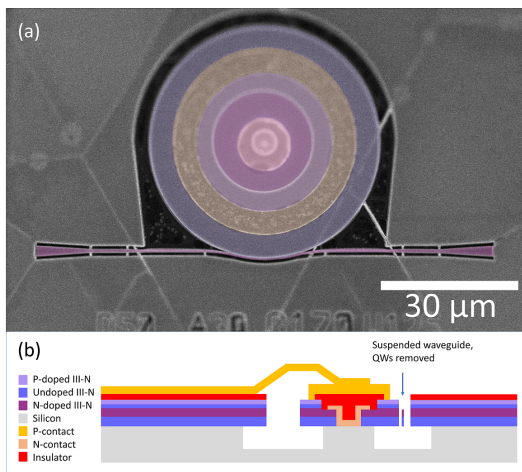 (a)
30 µm
(b)
Suspended waveguide,
QWs removed
P-doped III-N
Undoped III-N
N-doped III-N
Silicon
P-contact
N-contact
Insulator